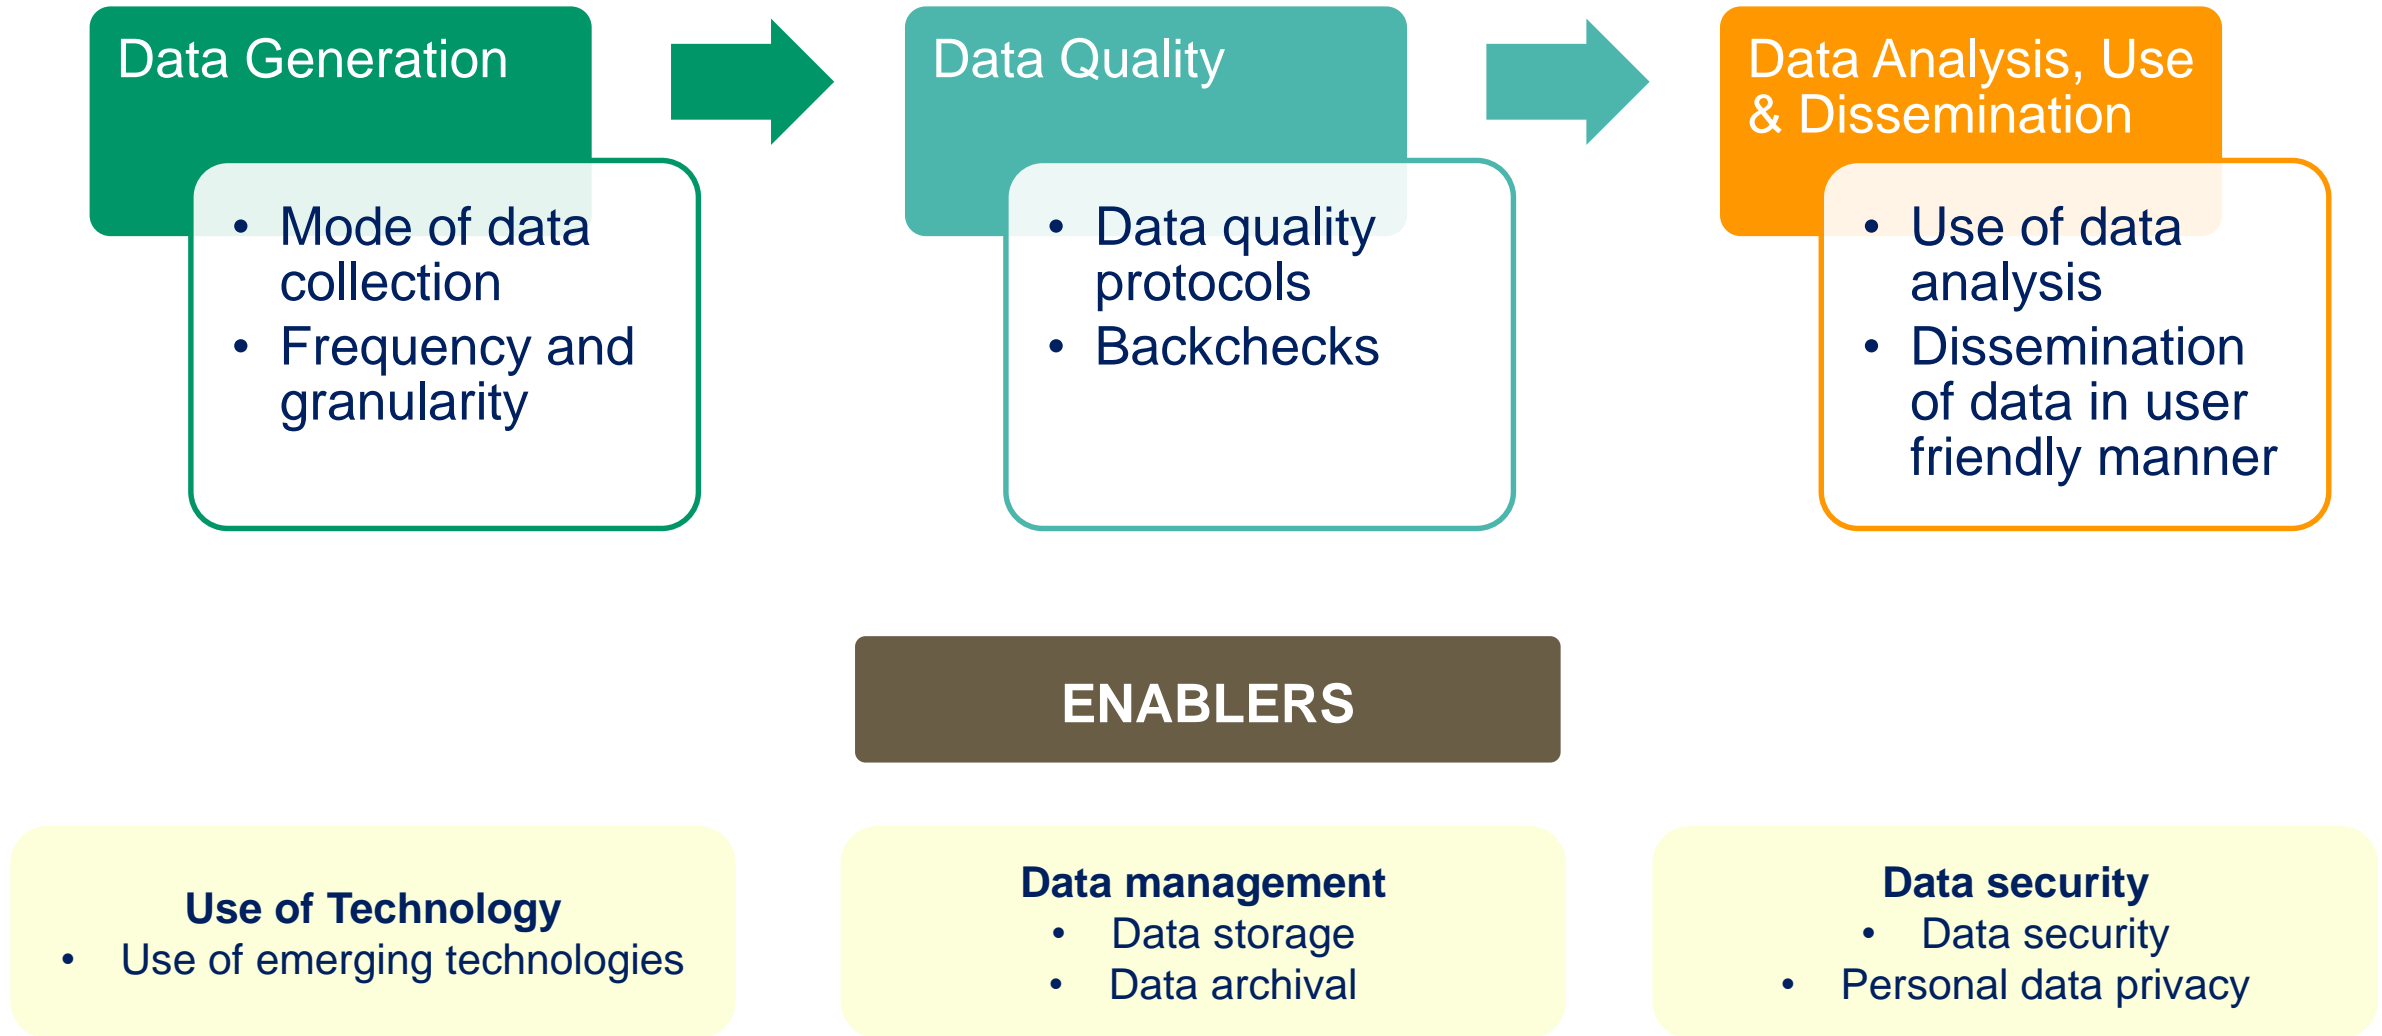 Data Generation
• Mode of data
collection
• Frequency and
granularity
Data Quality
• Data quality
protocols
• Backchecks
Data Analysis, Use
& Dissemination
• Use of data
analysis
• Dissemination
of data in user
friendly manner
ENABLERS
Use of Technology
• Use of emerging technologies
Data management
• Data storage
• Data archival
Data security
• Data security
• Personal data privacy